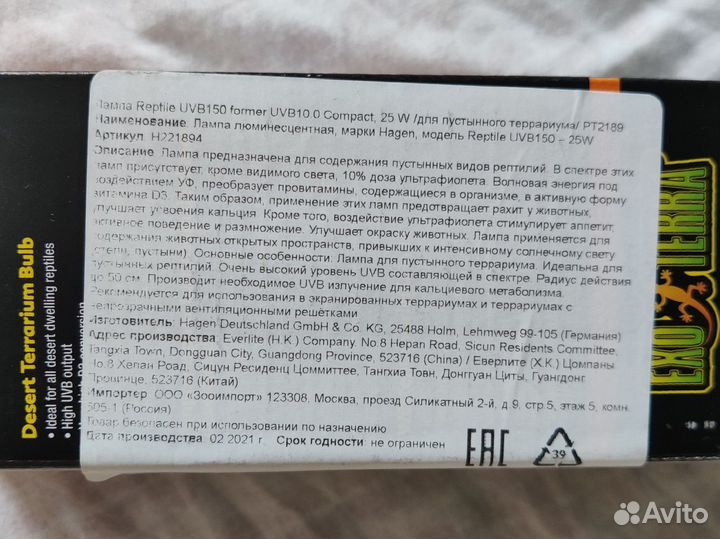 Лампа Reptile UVB150 former UVB10.0 Compact, 25 W /для пустынного террариума/ PT2189
Наименование: Лампа люминесцентная, марки Hagen, модель Reptile UVB150 – 25W
Артикул: H221894
Описание: Лампа предназначена для содержания пустынных видов рептилий. В спектре этих
ламп присутствует, кроме видимого света, 10% доза ультрафиолета. Волновая энергия под
воздействием УФ, преобразует провитамины, содержащиеся в организме, в активную форму
витамина D3. Таким образом, применение этих ламп предотвращает рахит у животных,
улучшает усвоения кальция. Кроме того, воздействие ультрафиолета стимулирует аппетит,
активное поведение и размножение. Улучшает окраску животных. Лампа применяется для
содержания животных открытых пространств, привыкших к интенсивному солнечному свету
(степи, пустыни). Основные особенности: Лампа для пустынного террариума. Идеальна для
пустынных рептилий. Очень высокий уровень UVB составляющей в спектре. Радиус действия
до 50 см. Производит необходимое UVB излучение для кальциевого метаболизма.
Рекомендуется для использования в экранированных террариумах и террариумах с
непрозрачными вентиляционными решётками
Изготовитель: Hagen Deutschland GmbH & Co. KG, 25488 Holm, Lehmweg 99-105 (Германия)
Адрес производства: Everlite (H.K.) Company. No.8 Hepan Road, Sicun Residents Committee,
Tangxia Town, Dongguan City, Guangdong Province, 523716 (China) / Еверлите (Х.К.) Цомпаны
No.8 Хепан Роад, Сицун Ресиденц Цоммиттее, Тангхиа Товн, Донггуан Циты, Гуангдонг
Провинце, 523716 (Китай)
Импортер: ООО «Зооимпорт» 123308, Москва, проезд Силикатный 2-й, д.9, стр.5, этаж 5, комн.
505-1 (Россия)
Товар безопасен при использовании по назначению
Дата производства: 02.2021 г. Срок годности: не ограничен
EAC
39
Desert Terrarium Bulb
• Ideal for all desert dwelling reptiles
• High UVB output
EXO TERRA
Avito